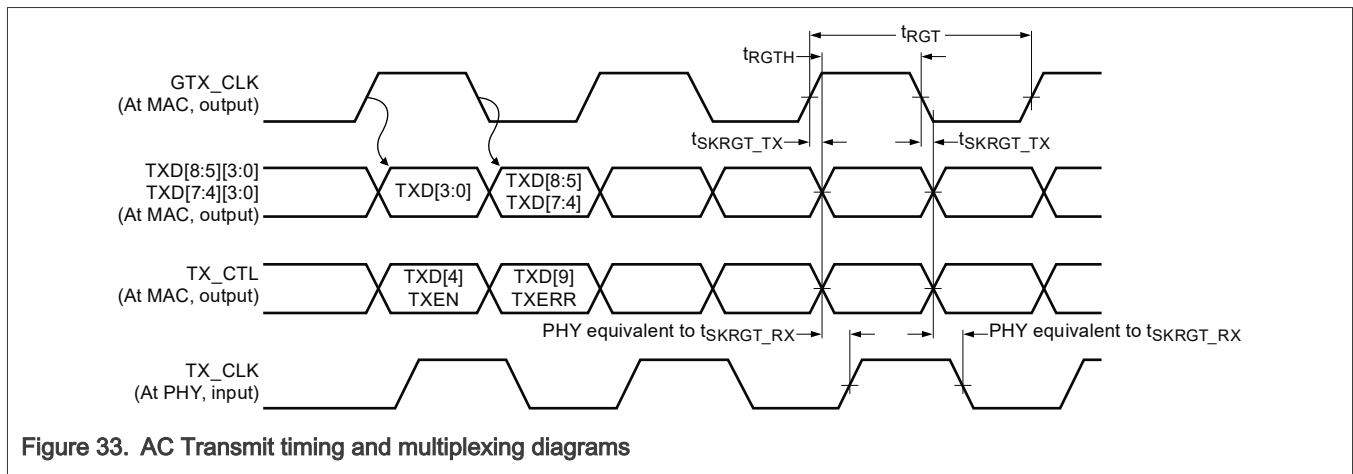 tRGT
tRGTH
GTX_CLK
(At MAC, output)
tSKRGT_TX
tSKRGT_TX
TXD[8:5][3:0]
TXD[7:4][3:0]
(At MAC, output)
TXD[3:0]
TXD[8:5]
TXD[7:4]
TX_CTL
(At MAC, output)
TXD[4]
TXEN
TXD[9]
TXERR
PHY equivalent to tSKRGT_RX
PHY equivalent to tSKRGT_RX
TX_CLK
(At PHY, input)
Figure 33. AC Transmit timing and multiplexing diagrams